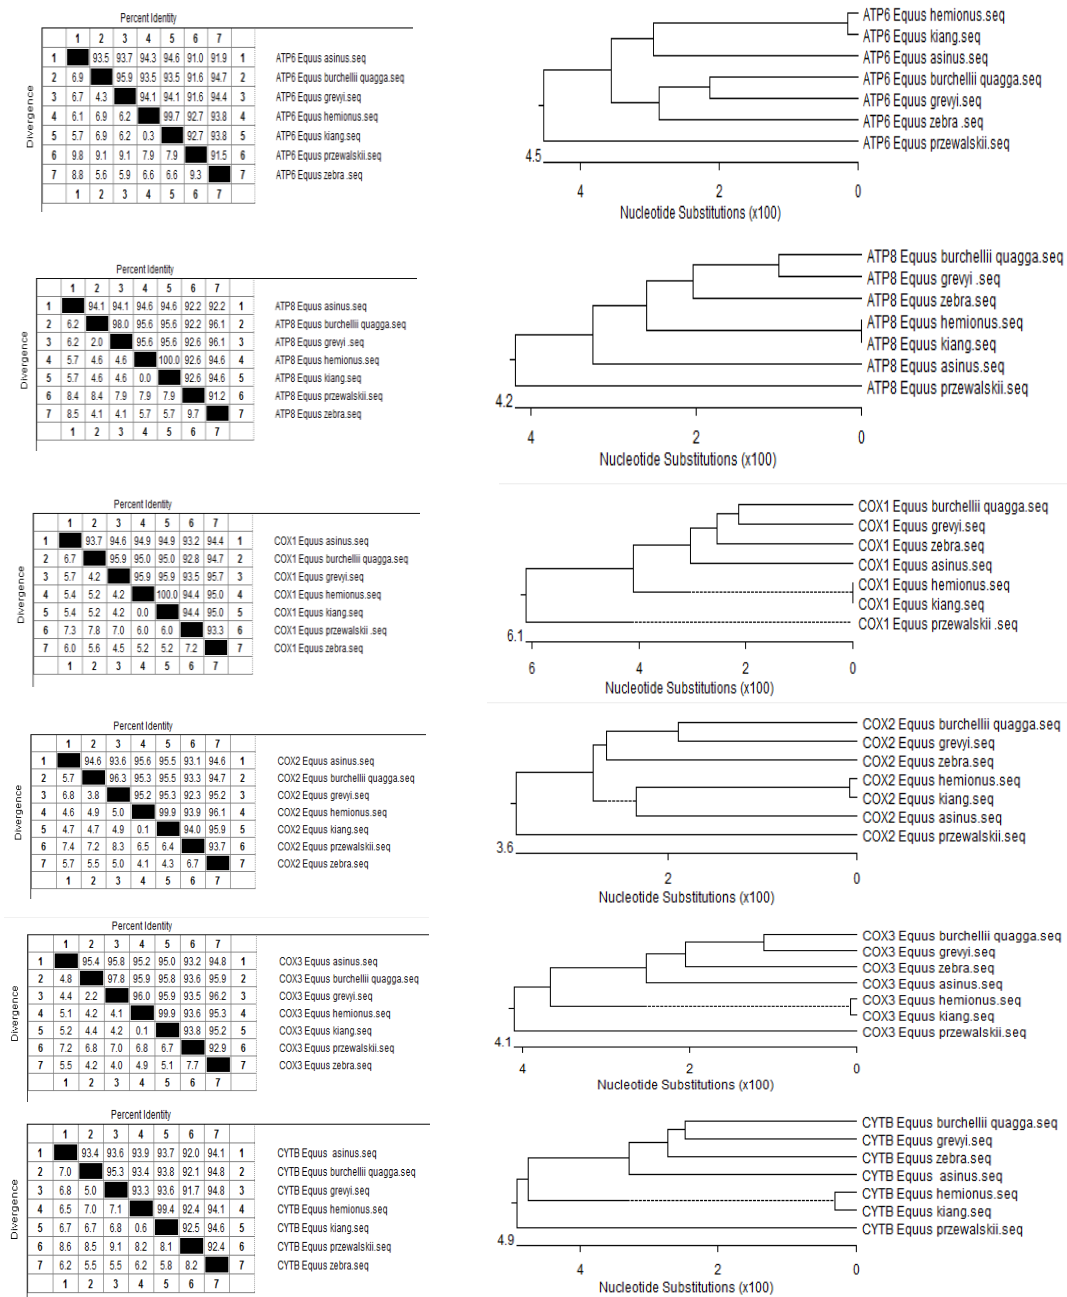 Percent Identity
1 2 3 4 5 6 7
1 93.5 93.7 94.3 94.6 91.0 91.9 1 ATP6 Equus asinus.seq
2 6.9 95.9 93.5 93.5 91.6 94.7 2 ATP6 Equus burchellii quagga.seq
3 6.7 4.3 94.1 94.1 91.6 94.4 3 ATP6 Equus grevyi.seq
4 6.1 6.9 6.2 99.7 92.7 93.8 4 ATP6 Equus hemionus.seq
5 5.7 6.9 6.2 0.3 92.7 93.8 5 ATP6 Equus kiang.seq
6 9.8 9.1 9.1 7.9 7.9 91.5 6 ATP6 Equus przewalskii.seq
7 8.8 5.6 5.9 6.6 6.6 9.3 7 ATP6 Equus zebra .seq
1 2 3 4 5 6 7
Divergence
ATP6 Equus hemionus.seq
ATP6 Equus kiang.seq
ATP6 Equus asinus.seq
ATP6 Equus burchellii quagga.seq
ATP6 Equus grevyi.seq
ATP6 Equus zebra .seq
ATP6 Equus przewalskii.seq
4.5
4 2 0
Nucleotide Substitutions (x100)
Percent Identity
1 2 3 4 5 6 7
1 94.1 94.1 94.6 94.6 92.2 92.2 1 ATP8 Equus asinus.seq
2 6.2 98.0 95.6 95.6 92.2 96.1 2 ATP8 Equus burchellii quagga.seq
3 6.2 2.0 95.6 95.6 92.6 96.1 3 ATP8 Equus grevyi .seq
4 5.7 4.6 4.6 100.0 92.6 94.6 4 ATP8 Equus hemionus.seq
5 5.7 4.6 4.6 0.0 92.6 94.6 5 ATP8 Equus kiang.seq
6 8.4 8.4 7.9 7.9 7.9 91.2 6 ATP8 Equus przewalskii.seq
7 8.5 4.1 4.1 5.7 5.7 9.7 7 ATP8 Equus zebra.seq
1 2 3 4 5 6 7
Divergence
ATP8 Equus burchellii quagga.seq
ATP8 Equus grevyi .seq
ATP8 Equus zebra.seq
ATP8 Equus hemionus.seq
ATP8 Equus kiang.seq
ATP8 Equus asinus.seq
ATP8 Equus przewalskii.seq
4.2
4 2 0
Nucleotide Substitutions (x100)
Percent Identity
1 2 3 4 5 6 7
1 93.7 94.6 94.9 94.9 93.2 94.4 1 COX1 Equus asinus.seq
2 6.7 95.9 95.0 95.0 92.8 94.7 2 COX1 Equus burchellii quagga.seq
3 5.7 4.2 95.9 95.9 93.5 95.7 3 COX1 Equus grevyi.seq
4 5.4 5.2 4.2 100.0 94.4 95.0 4 COX1 Equus hemionus.seq
5 5.4 5.2 4.2 0.0 94.4 95.0 5 COX1 Equus kiang.seq
6 7.3 7.8 7.0 6.0 6.0 93.3 6 COX1 Equus przewalskii .seq
7 6.0 5.6 4.5 5.2 5.2 7.2 7 COX1 Equus zebra.seq
1 2 3 4 5 6 7
Divergence
COX1 Equus burchellii quagga.seq
COX1 Equus grevyi.seq
COX1 Equus zebra.seq
COX1 Equus asinus.seq
COX1 Equus hemionus.seq
COX1 Equus kiang.seq
COX1 Equus przewalskii .seq
6.1
6 4 2 0
Nucleotide Substitutions (x100)
Percent Identity
1 2 3 4 5 6 7
1 94.6 93.6 95.6 95.5 93.1 94.6 1 COX2 Equus asinus.seq
2 5.7 96.3 95.3 95.5 93.3 94.7 2 COX2 Equus burchellii quagga.seq
3 6.8 3.8 95.2 95.3 92.3 95.2 3 COX2 Equus grevyi.seq
4 4.6 4.9 5.0 99.9 93.9 96.1 4 COX2 Equus hemionus.seq
5 4.7 4.7 4.9 0.1 94.0 95.9 5 COX2 Equus kiang.seq
6 7.4 7.2 8.3 6.5 6.4 93.7 6 COX2 Equus przewalskii.seq
7 5.7 5.5 5.0 4.1 4.3 6.7 7 COX2 Equus zebra.seq
1 2 3 4 5 6 7
Divergence
COX2 Equus burchellii quagga.seq
COX2 Equus grevyi.seq
COX2 Equus zebra.seq
COX2 Equus hemionus.seq
COX2 Equus kiang.seq
COX2 Equus asinus.seq
COX2 Equus przewalskii.seq
3.6
2 0
Nucleotide Substitutions (x100)
Percent Identity
1 2 3 4 5 6 7
1 95.4 95.8 95.2 95.0 93.2 94.8 1 COX3 Equus asinus.seq
2 4.8 97.8 95.9 95.8 93.6 95.9 2 COX3 Equus burchellii quagga.seq
3 4.4 2.2 96.0 95.9 93.5 96.2 3 COX3 Equus grevyi.seq
4 5.1 4.2 4.1 99.9 93.6 95.3 4 COX3 Equus hemionus.seq
5 5.2 4.4 4.2 0.1 93.8 95.2 5 COX3 Equus kiang.seq
6 7.2 6.8 7.0 6.8 6.7 92.9 6 COX3 Equus przewalskii.seq
7 5.5 4.2 4.0 4.9 5.1 7.7 7 COX3 Equus zebra.seq
1 2 3 4 5 6 7
Divergence
COX3 Equus burchellii quagga.seq
COX3 Equus grevyi.seq
COX3 Equus zebra.seq
COX3 Equus asinus.seq
COX3 Equus hemionus.seq
COX3 Equus kiang.seq
COX3 Equus przewalskii.seq
4.1
4 2 0
Nucleotide Substitutions (x100)
Percent Identity
1 2 3 4 5 6 7
1 93.4 93.6 93.9 93.7 92.0 94.1 1 CYTB Equus asinus.seq
2 7.0 95.3 93.4 93.8 92.1 94.8 2 CYTB Equus burchellii quagga.seq
3 6.8 5.0 93.3 93.6 91.7 94.8 3 CYTB Equus grevyi.seq
4 6.5 7.0 7.1 99.4 92.4 94.1 4 CYTB Equus hemionus.seq
5 6.7 6.7 6.8 0.6 92.5 94.6 5 CYTB Equus kiang.seq
6 8.6 8.5 9.1 8.2 8.1 92.4 6 CYTB Equus przewalskii.seq
7 6.2 5.5 5.5 6.2 5.8 8.2 7 CYTB Equus zebra.seq
1 2 3 4 5 6 7
Divergence
CYTB Equus burchellii quagga.seq
CYTB Equus grevyi.seq
CYTB Equus zebra.seq
CYTB Equus asinus.seq
CYTB Equus hemionus.seq
CYTB Equus kiang.seq
CYTB Equus przewalskii.seq
4.9
4 2 0
Nucleotide Substitutions (x100)